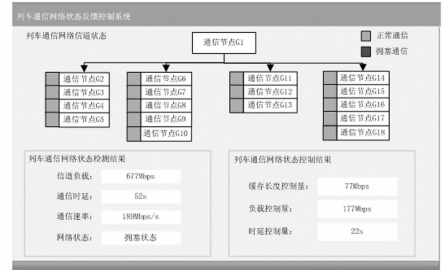 列车通信网络状态反馈控制系统
列车通信网络信道状态
通信节点G1
正常通信
拥塞通信
通信节点G2
通信节点G3
通信节点G4
通信节点G5
通信节点G6
通信节点G7
通信节点G8
通信节点G9
通信节点G10
通信节点G11
通信节点G12
通信节点G13
通信节点G14
通信节点G15
通信节点G16
通信节点G17
通信节点G18
列车通信网络状态检测结果
信道负载: 677Mbps
通信时延: 52s
通信速率: 189Mbps/s
网络状态: 拥塞状态
列车通信网络状态控制结果
缓存长度控制量: 77Mbps
负载控制量: 177Mbps
时延控制量: 22s